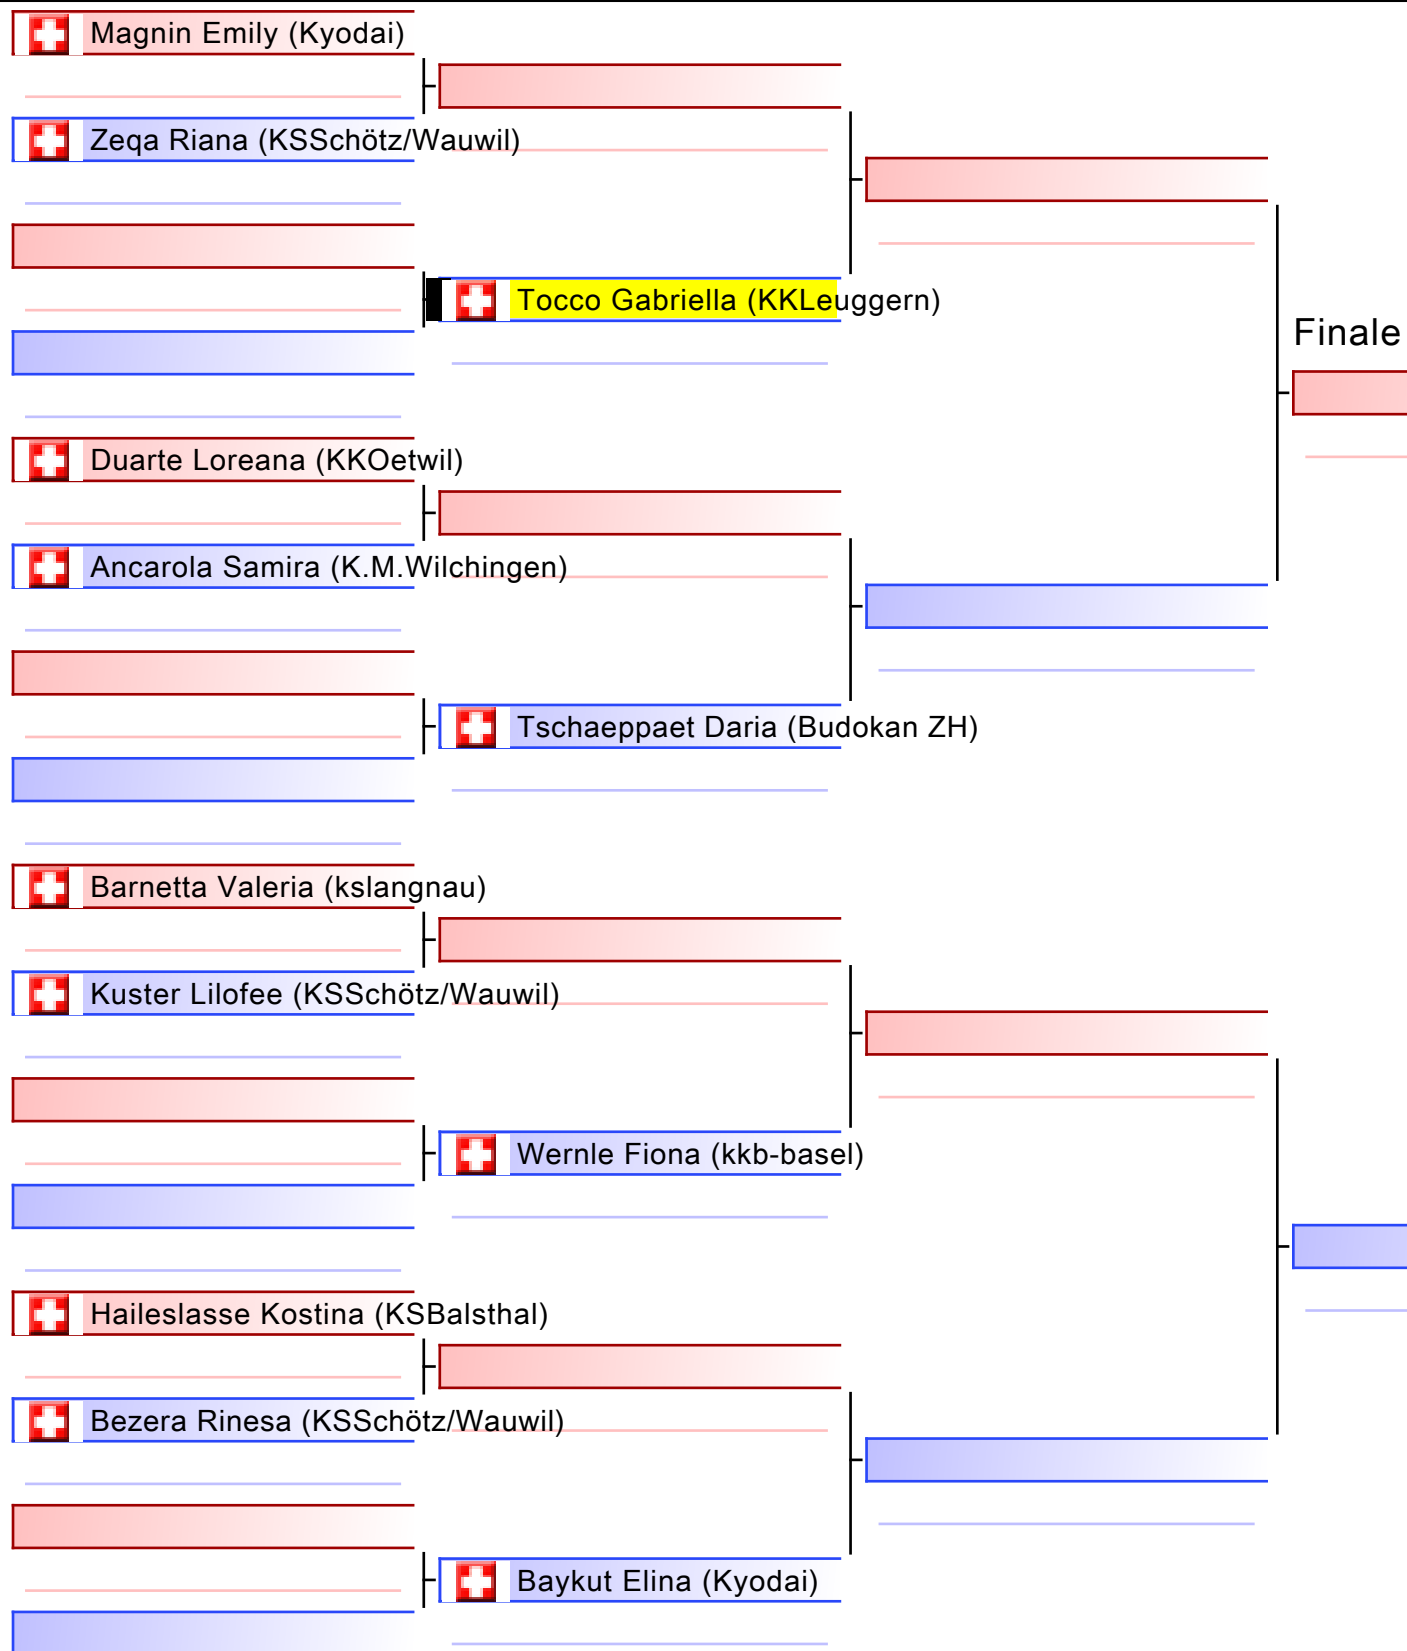 Magnin Emily (Kyodai)
Zeqa Riana (KSSchötz/Wauwil)
Tocco Gabriella (KKLeuggern)
Finale
Duarte Loreana (KKOetwil)
Ancarola Samira (K.M.Wilchingen)
Tschaeppaet Daria (Budokan ZH)
Barnetta Valeria (kslangnau)
Kuster Lilofee (KSSchötz/Wauwil)
Wernle Fiona (kkb-basel)
Haileslasse Kostina (KSBalsthal)
Bezera Rinesa (KSSchötz/Wauwil)
Baykut Elina (Kyodai)